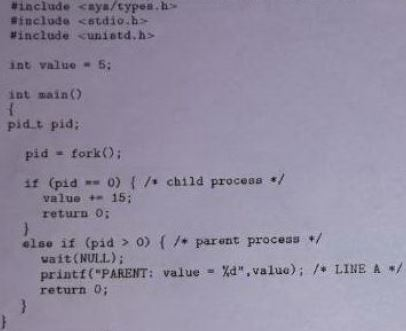 #include <sys/types.h>
#include <stdio.h>
#include <unistd.h>
int value = 5;
int main()
{
pid_t pid;
pid = fork();
if (pid == 0) { /* child process */
value += 15;
return 0;
}
else if (pid > 0) { /* parent process */
wait(NULL);
printf("PARENT: value = %d",value); /* LINE A */
return 0;
}
}